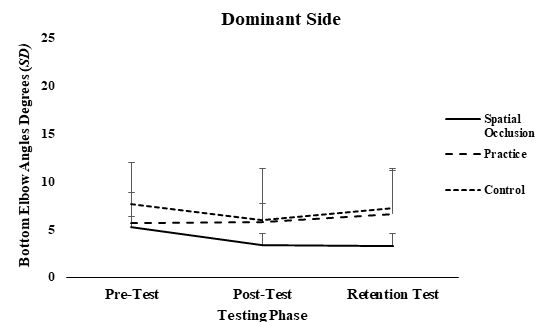 Dominant Side
Bottom Elbow Angles Degrees (SD)
25
20
15
10
5
0
Pre-Test
Post-Test
Retention Test
Testing Phase
Spatial
Occlusion
Practice
Control